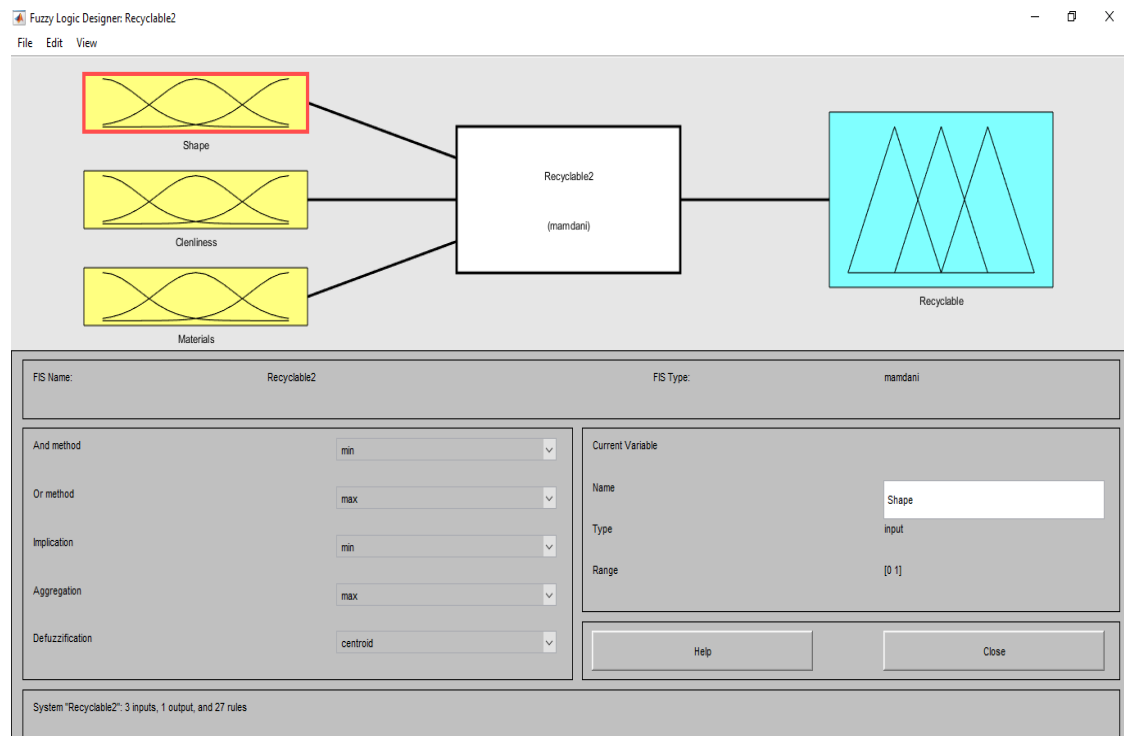 Fuzzy Logic Designer: Recyclable2
File Edit View
Shape
Clenliness
Materials
Recyclable2
(mamdani)
Recyclable
FIS Name: Recyclable2 FIS Type: mamdani
And method min
Or method max
Implication min
Aggregation max
Defuzzification centroid
Current Variable
Name Shape
Type input
Range [0 1]
Help Close
System "Recyclable2": 3 inputs, 1 output, and 27 rules